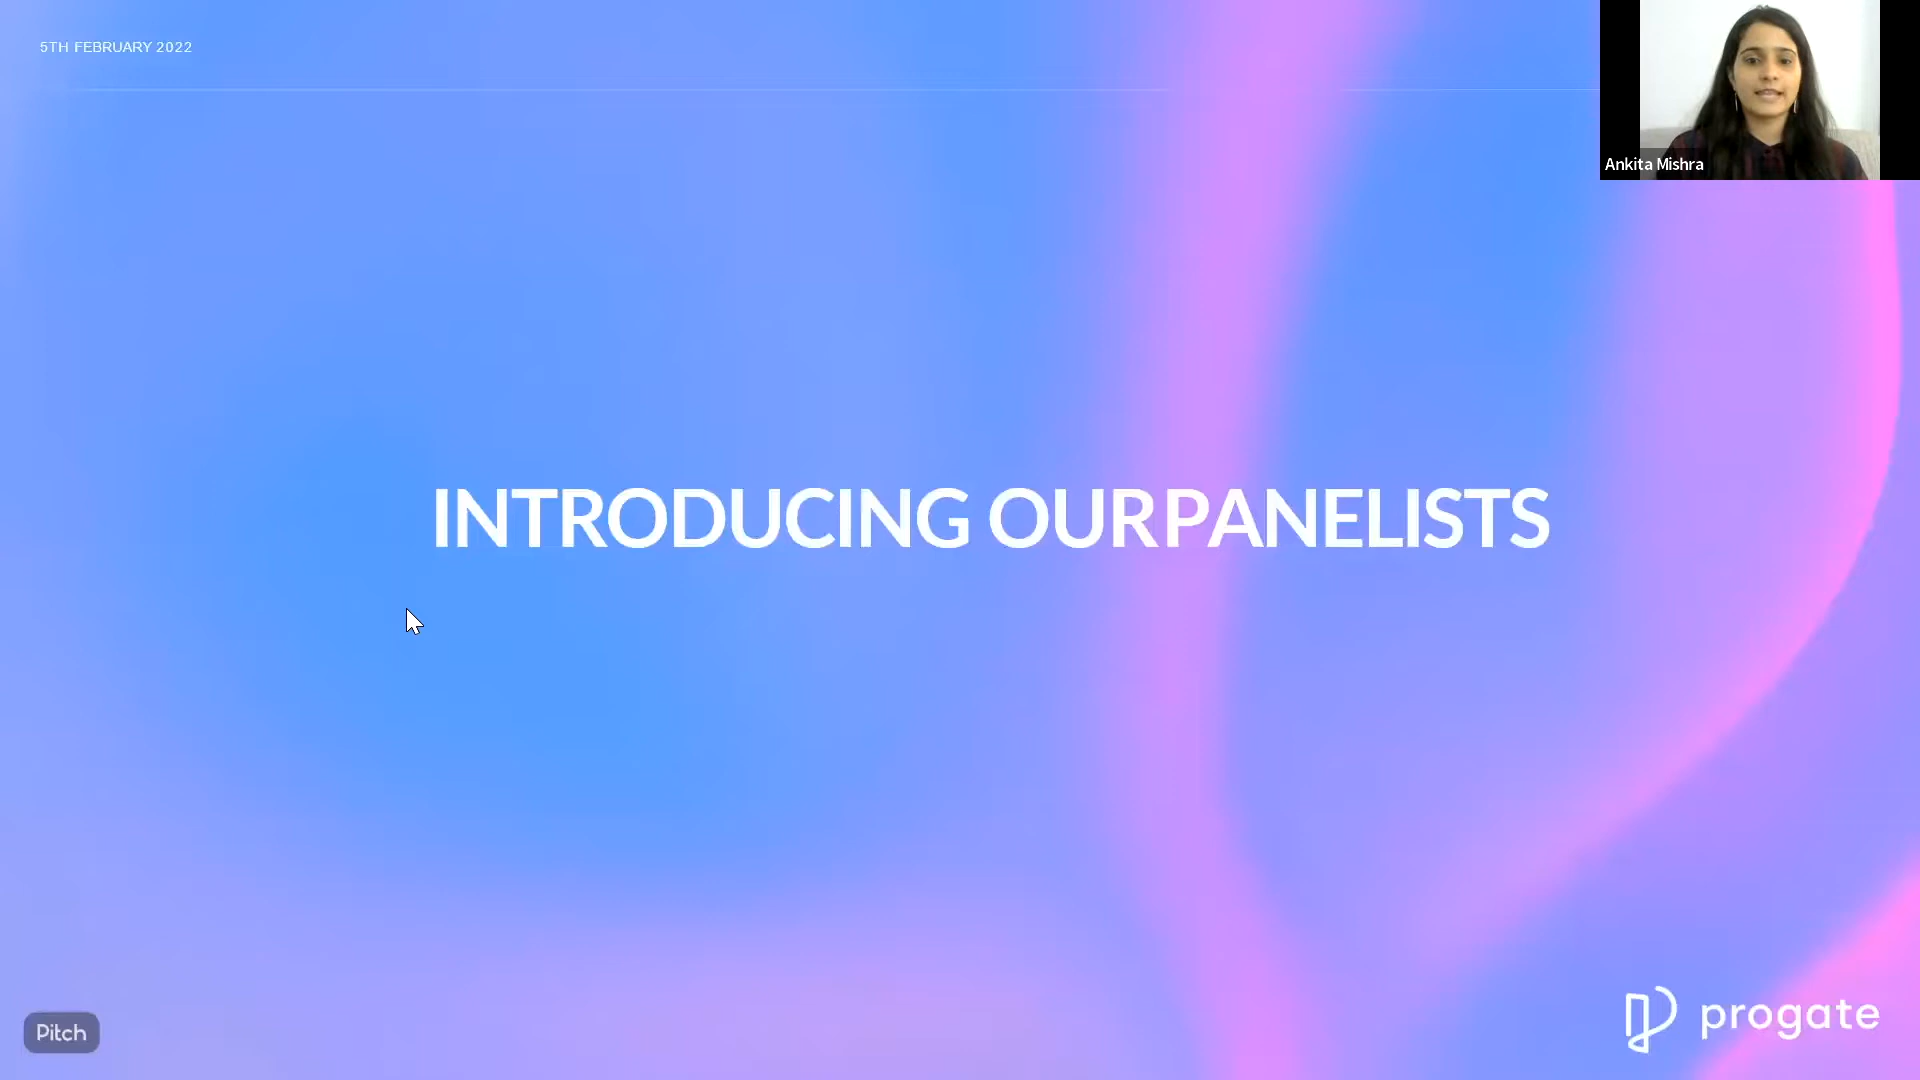 5TH FEBRUARY 2022
Ankita Mishra
INTRODUCING OUR PANELISTS
Pitch
progate